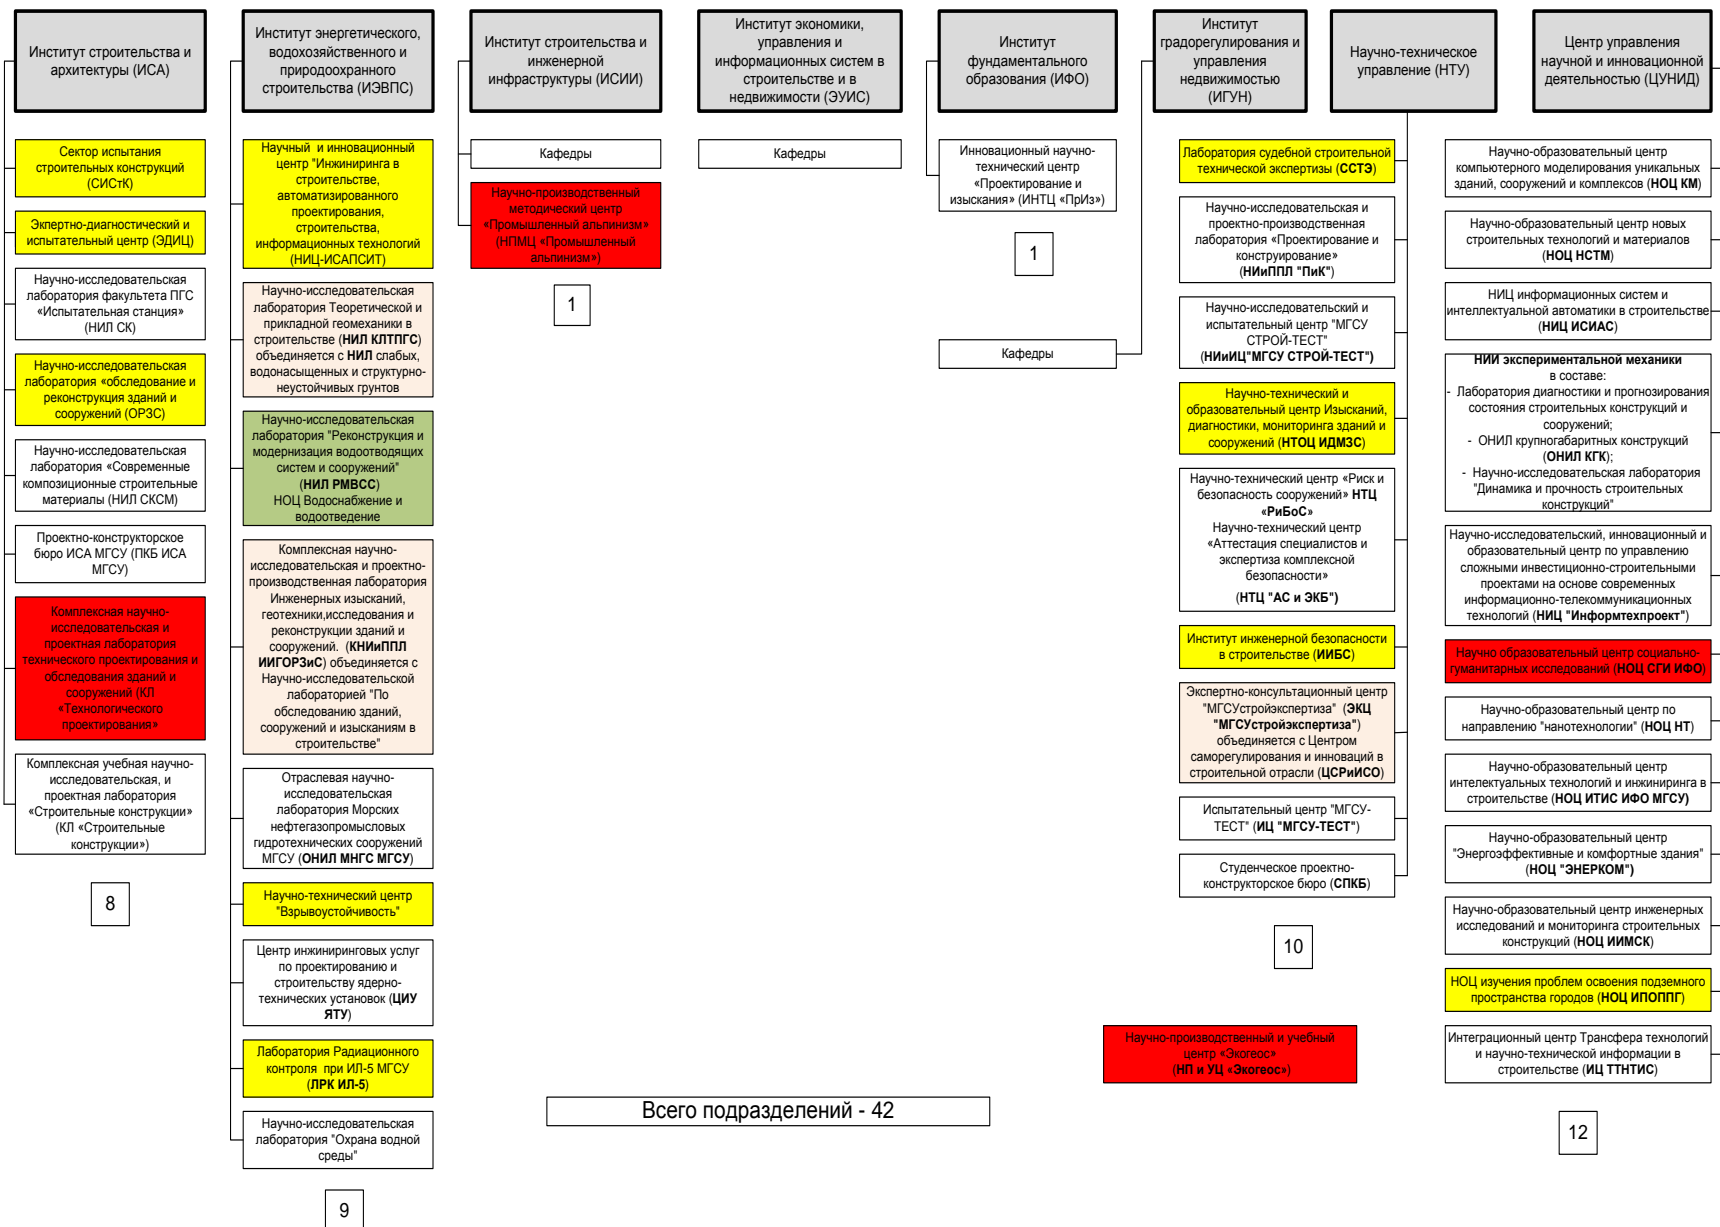 Институт строительства и
архитектуры (ИСА)
Сектор испытания
строительных конструкций
(СИСтК)
Экпертно-диагностический и
испытательный центр (ЭДИЦ)
Научно-исследовательская
лаборатория факультета ПГС
«Испытательная станция»
(НИЛ СК)
Научно-исследовательская
лаборатория «обследование и
реконструкция зданий и
сооружений (ОРЗС)
Научно-исследовательская
лаборатория «Современные
композиционные строительные
материалы (НИЛ СКСМ)
Проектно-конструкторское
бюро ИСА МГСУ (ПКБ ИСА
МГСУ)
Комплексная научно-
исследовательская и
проектная лаборатория
технического проектирования и
обследования зданий и
сооружений (КЛ
«Технологического
проектирования»
Комплексная учебная научно-
исследовательская, и
проектная лаборатория
«Строительные конструкции»
(КЛ «Строительные
конструкции»)
8
Институт энергетического,
водохозяйственного и
природоохранного
строительства (ИЭВПС)
Научный и инновационный
центр "Инжиниринга в
строительстве,
автоматизированного
проектирования,
строительства,
информационных технологий
(НИЦ-ИСАПСИТ)
Научно-исследовательская
лаборатория Теоретической и
прикладной геомеханики в
строительстве (НИЛ КЛТПГС)
объединяется с НИЛ слабых,
водонасыщенных и структурно-
неустойчивых грунтов
Научно-исследовательская
лаборатория "Реконструкция и
модернизация водоотводящих
систем и сооружений"
(НИЛ РМВСС)
НОЦ Водоснабжение и
водоотведение
Комплексная научно-
исследовательская и проектно-
производственная лаборатория
Инженерных изысканий,
геотехники,исследования и
реконструкции зданий и
сооружений. (КНИиППЛ
ИИГОРЗиС) объединяется с
Научно-исследовательской
лабораторией "По
обследованию зданий,
сооружений и изысканиям в
строительстве"
Отраслевая научно-
исследовательская
лаборатория Морских
нефтегазопромысловых
гидротехнических сооружений
МГСУ (ОНИЛ МНГС МГСУ)
Научно-технический центр
"Взрывоустойчивость"
Центр инжиниринговых услуг
по проектированию и
строительству ядерно-
технических установок (ЦИУ
ЯТУ)
Лаборатория Радиационного
контроля при ИЛ-5 МГСУ
(ЛРК ИЛ-5)
Научно-исследовательская
лаборатория "Охрана водной
среды"
9
Институт строительства и
инженерной
инфраструктуры (ИСИИ)
Кафедры
Научно-производственный
методический центр
«Промышленный альпинизм»
(НПМЦ «Промышленный
альпинизм»)
1
Институт экономики,
управления и
информационных систем в
строительстве и в
недвижимости (ЭУИС)
Кафедры
Институт
фундаментального
образования (ИФО)
Инновационный научно-
технический центр
«Проектирование и
изыскания» (ИНТЦ «ПрИз»)
1
Институт
градорегулирования и
управления
недвижимостью
(ИГУН)
Кафедры
Научно-техническое
управление (НТУ)
Лаборатория судебной строительной
технической экспертизы (ССТЭ)
Научно-исследовательская и
проектно-производственная
лаборатория «Проектирование и
конструирование»
(НИиППЛ "ПиК")
Научно-исследовательский и
испытательный центр "МГСУ
СТРОЙ-ТЕСТ"
(НИиИЦ"МГСУ СТРОЙ-ТЕСТ")
Научно-технический и
образовательный центр Изысканий,
диагностики, мониторинга зданий и
сооружений (НТОЦ ИДМЗС)
Научно-технический центр «Риск и
безопасность сооружений» НТЦ
«РиБоС»
Научно-технический центр
«Аттестация специалистов и
экспертиза комплексной
безопасности»
(НТЦ "АС и ЭКБ")
Институт инженерной безопасности
в строительстве (ИИБС)
Экспертно-консультационный центр
"МГСУстройэкспертиза" (ЭКЦ
"МГСУстройэкспертиза")
объединяется с Центром
саморегулирования и инноваций в
строительной отрасли (ЦСРиИСО)
Испытательный центр "МГСУ-
ТЕСТ" (ИЦ "МГСУ-ТЕСТ")
Студенческое проектно-
конструкторское бюро (СПКБ)
10
Научно-производственный и учебный
центр «Экогеос»
(НП и УЦ «Экогеос»)
Центр управления
научной и инновационной
деятельностью (ЦУНИД)
Научно-образовательный центр
компьютерного моделирования уникальных
зданий, сооружений и комплексов (НОЦ КМ)
Научно-образовательный центр новых
строительных технологий и материалов
(НОЦ НСТМ)
НИЦ информационных систем и
интеллектуальной автоматики в строительстве
(НИЦ ИСИАС)
НИИ экспериментальной механики
в составе:
- Лаборатория диагностики и прогнозирования
состояния строительных конструкций и
сооружений;
- ОНИЛ крупногабаритных конструкций
(ОНИЛ КГК);
- Научно-исследовательская лаборатория
"Динамика и прочность строительных
конструкций"
Научно-исследовательский, инновационный и
образовательный центр по управлению
сложными инвестиционно-строительными
проектами на основе современных
информационно-телекоммуникационных
технологий (НИЦ "Информтехпроект")
Научно образовательный центр социально-
гуманитарных исследований (НОЦ СГИ ИФО)
Научно-образовательный центр по
направлению "нанотехнологии" (НОЦ НТ)
Научно-образовательный центр
интелектуальных технологий и инжиниринга в
строительстве (НОЦ ИТИС ИФО МГСУ)
Научно-образовательный центр
"Энергоэффективные и комфортные здания"
(НОЦ "ЭНЕРКОМ")
Научно-образовательный центр инженерных
исследований и мониторинга строительных
конструкций (НОЦ ИИМСК)
НОЦ изучения проблем освоения подземного
пространства городов (НОЦ ИПОППГ)
Интеграционный центр Трансфера технологий
и научно-технической информации в
строительстве (ИЦ ТТНТИС)
12
Всего подразделений - 42